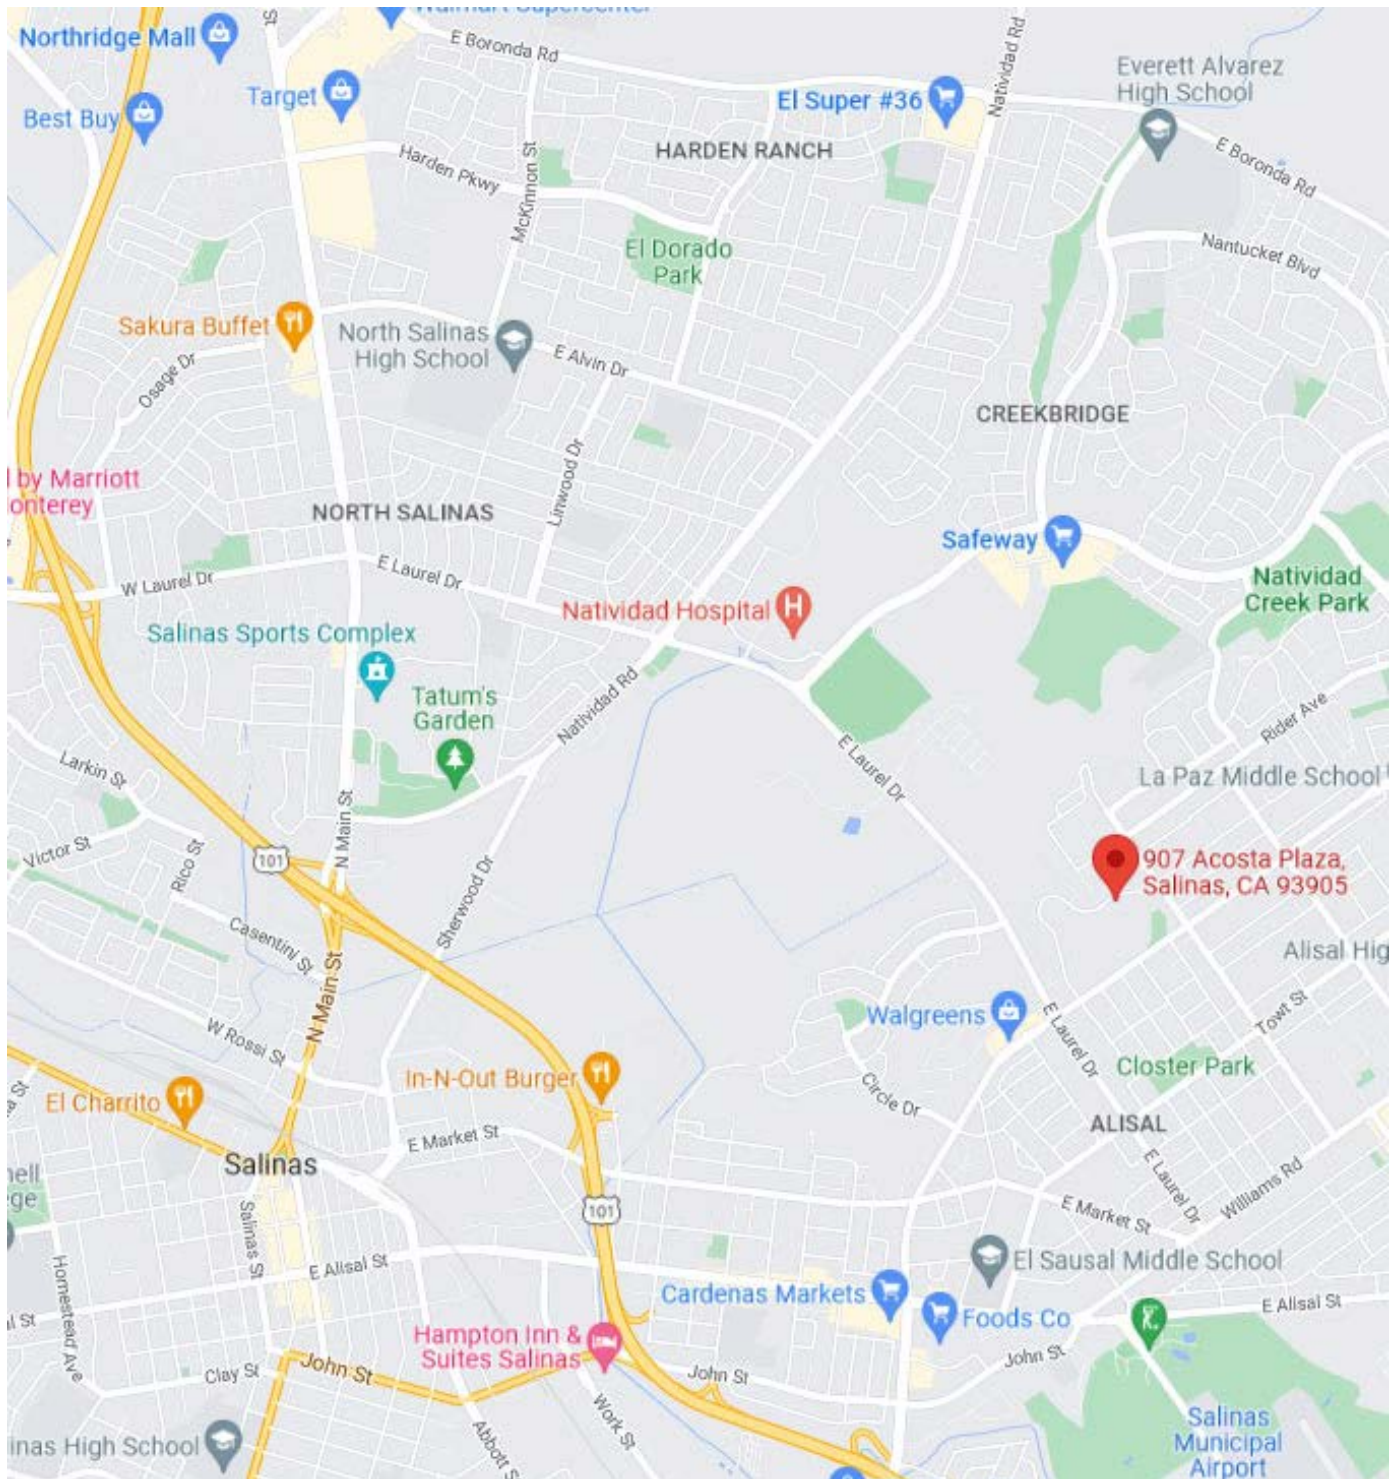 Walmart Supercenter
Northridge Mall
St
E Boronda Rd
Natividad Rd
Everett Alvarez
High School
Target
Best Buy
El Super #36
HARDEN RANCH
Harden Pkwy
McKinnon St
E Boronda Rd
El Dorado
Park
Nantucket Blvd
Sakura Buffet
North Salinas
High School
E Alvin Dr
Osage Dr
CREEKBRIDGE
Linwood Dr
l by Marriott
onterey
NORTH SALINAS
Safeway
E Laurel Dr
W Laurel Dr
Natividad
Creek Park
Natividad Hospital
Salinas Sports Complex
Tatum's
Garden
Natividad Rd
Rider Ave
Larkin St
E Laurel Dr
La Paz Middle School
N Main St
Victor St
Rico St
101
907 Acosta Plaza,
Salinas, CA 93905
Sherwood Dr
Casentini St
Alisal Hig
N Main St
Walgreens
E Laurel Dr
Towt St
W Rossi St
Closter Park
In-N-Out Burger
El Charrito
Circle Dr
a St
ALISAL
E Market St
Salinas
nell
ge
E Laurel Dr
Williams Rd
101
E Market St
Salinas St
E Alisal St
El Sausal Middle School
Homestead Ave
Cardenas Markets
Foods Co
E Alisal St
al St
Hampton Inn &
Suites Salinas
John St
John St
Clay St
John St
Work St
Abbott S
Salinas
Municipal
Airport
linas High School